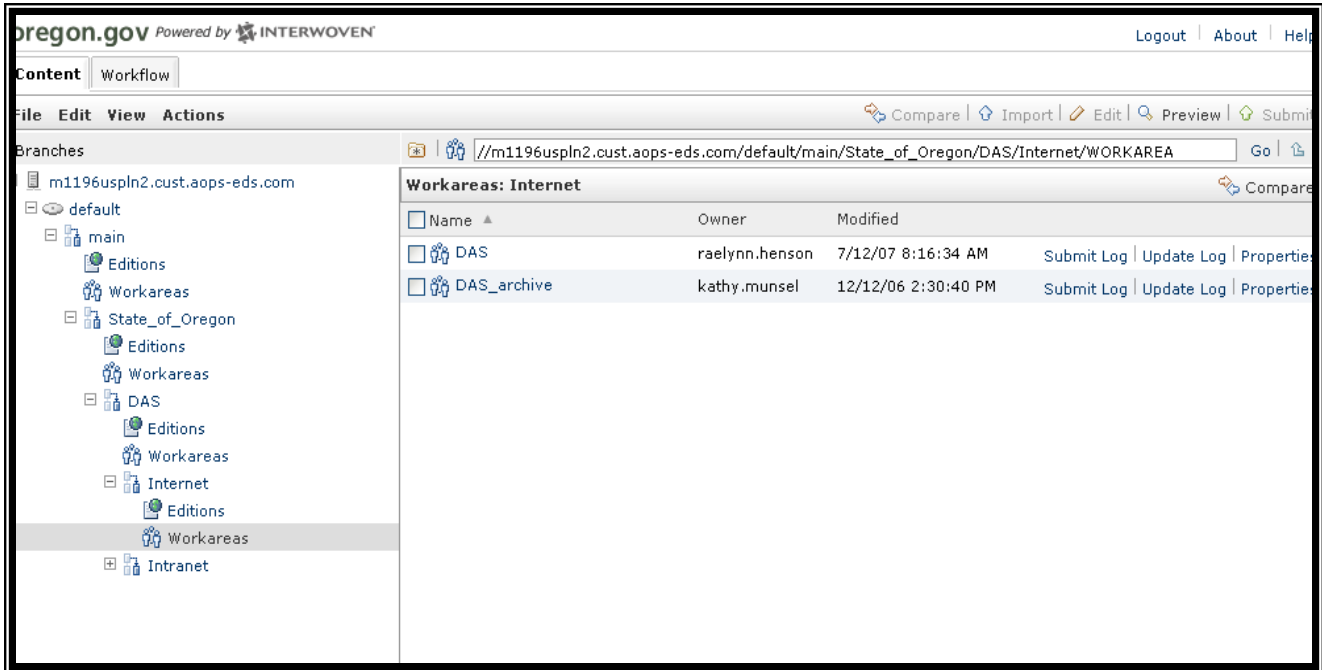 oregon.gov Powered by INTERWOVEN
Logout About Help
Content Workflow
File Edit View Actions
Compare Import Edit Preview Submit
Branches
//m1196uspln2.cust.aops-eds.com/default/main/State_of_Oregon/DAS/Internet/WORKAREA Go
m1196uspln2.cust.aops-eds.com
default
main
Editions
Workareas
State_of_Oregon
Editions
Workareas
DAS
Editions
Workareas
Internet
Editions
Workareas
Intranet
Workareas: Internet Compare
Name Owner Modified
DAS raelynn.henson 7/12/07 8:16:34 AM Submit Log Update Log Properties
DAS_archive kathy.munsel 12/12/06 2:30:40 PM Submit Log Update Log Properties